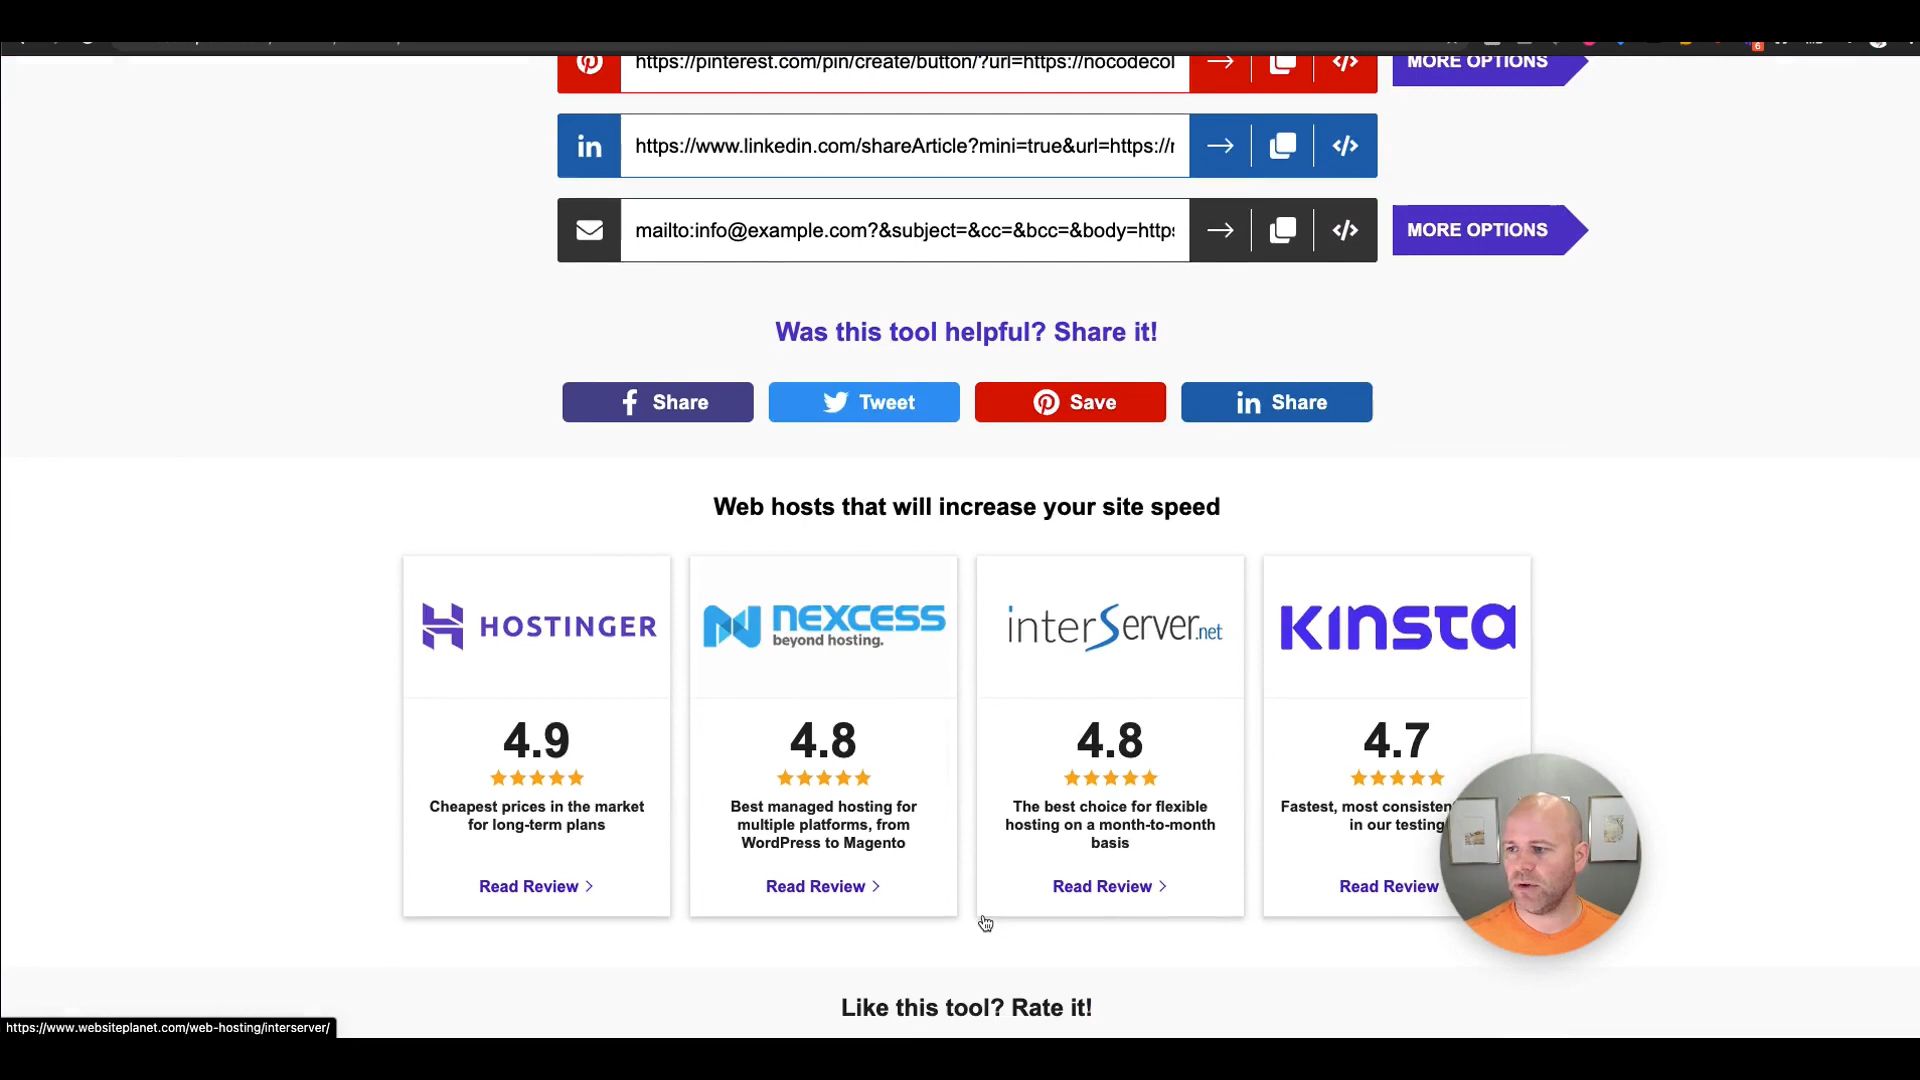 https://pinterest.com/pin/create/button/?url=https://nocodecol
MORE OPTIONS
in
https://www.linkedin.com/shareArticle?mini=true&url=https://r
</>
mailto:info@example.com?&subject=&cc=&bcc=&body=https:
</>
MORE OPTIONS
Was this tool helpful? Share it!
f Share
Tweet
Save
in Share
Web hosts that will increase your site speed
HOSTINGER
NEXCESS
beyond hosting.
interServer.net
KINSTA
4.9
4.8
4.8
4.7
Cheapest prices in the market
for long-term plans
Best managed hosting for
multiple platforms, from
WordPress to Magento
The best choice for flexible
hosting on a month-to-month
basis
Fastest, most consisten
in our testing
Read Review >
Read Review >
Read Review >
Read Review
Like this tool? Rate it!
https://www.websiteplanet.com/web-hosting/interserver/